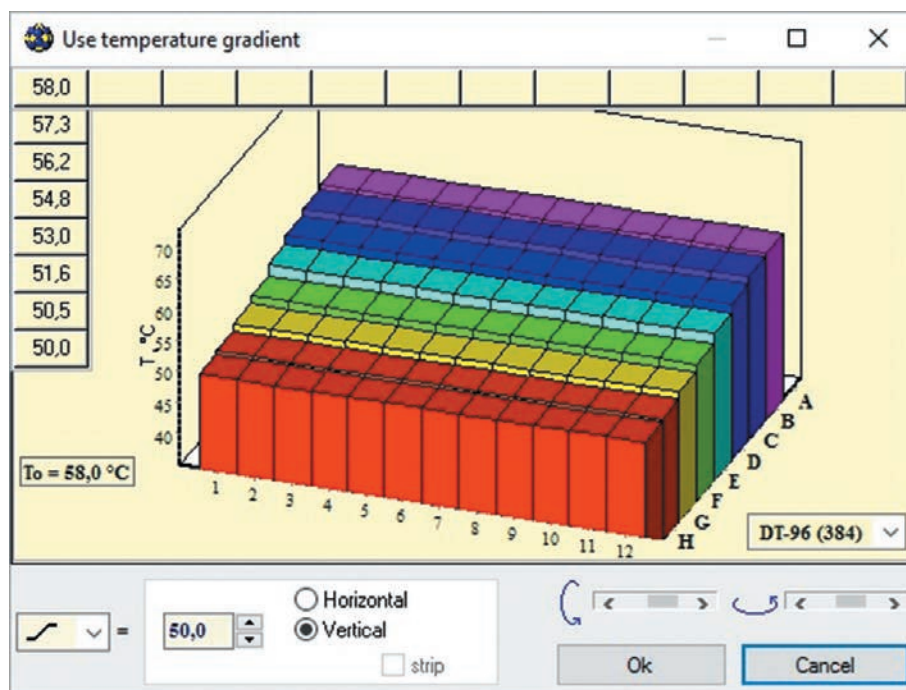 Use temperature gradient
58,0
57,3
56,2
54,8
53,0
51,6
50,5
50,0
70
65
60
55
50
45
40
T °C
To = 58,0 °C
1 2 3 4 5 6 7 8 9 10 11 12
A
B
C
D
E
F
G
H
DT-96 (384)
= 50,0
Horizontal
Vertical
strip
Ok
Cancel